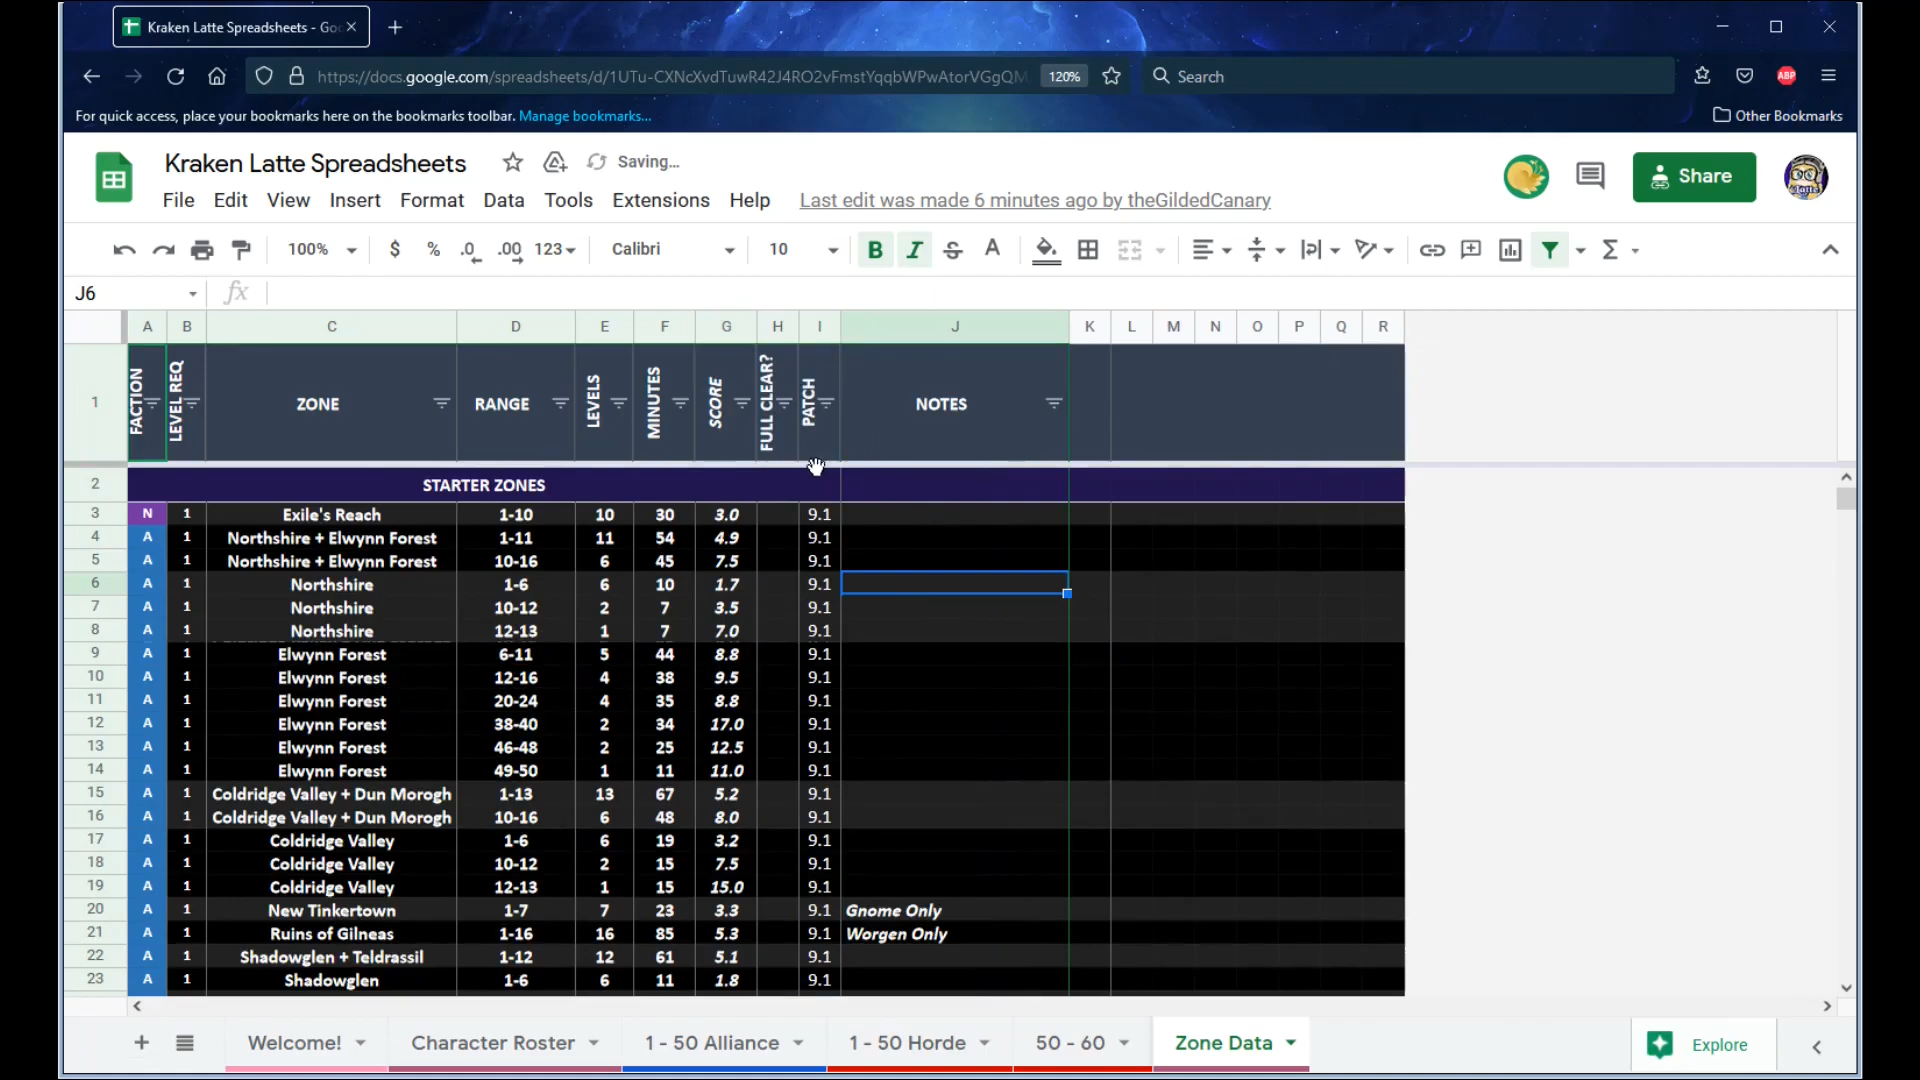 Kraken Latte Spreadsheets - Goo
https://docs.google.com/spreadsheets/d/1UTu-CXNcXvdTuwR42J4RO2vFmstYqqbWPwAtorVGgQM
120%
Search
ABP
For quick access, place your bookmarks here on the bookmarks toolbar. Manage bookmarks...
Other Bookmarks
Kraken Latte Spreadsheets Saving...
Share
File Edit View Insert Format Data Tools Extensions Help Last edit was made 6 minutes ago by theGildedCanary
100% $ % .0 .00 123 Calibri 10 B I S A Σ
J6 fx
A B C D E F G H I J K L M N O P Q R
1 FACTION LEVEL REQ ZONE RANGE LEVELS MINUTES SCORE FULL CLEAR? PATCH NOTES
2 STARTER ZONES
3 N 1 Exile's Reach 1-10 10 30 3.0 9.1
4 A 1 Northshire + Elwynn Forest 1-11 11 54 4.9 9.1
5 A 1 Northshire + Elwynn Forest 10-16 6 45 7.5 9.1
6 A 1 Northshire 1-6 6 10 1.7 9.1
7 A 1 Northshire 10-12 2 7 3.5 9.1
8 A 1 Northshire 12-13 1 7 7.0 9.1
9 A 1 Elwynn Forest 6-11 5 44 8.8 9.1
10 A 1 Elwynn Forest 12-16 4 38 9.5 9.1
11 A 1 Elwynn Forest 20-24 4 35 8.8 9.1
12 A 1 Elwynn Forest 38-40 2 34 17.0 9.1
13 A 1 Elwynn Forest 46-48 2 25 12.5 9.1
14 A 1 Elwynn Forest 49-50 1 11 11.0 9.1
15 A 1 Coldridge Valley + Dun Morogh 1-13 13 67 5.2 9.1
16 A 1 Coldridge Valley + Dun Morogh 10-16 6 48 8.0 9.1
17 A 1 Coldridge Valley 1-6 6 19 3.2 9.1
18 A 1 Coldridge Valley 10-12 2 15 7.5 9.1
19 A 1 Coldridge Valley 12-13 1 15 15.0 9.1
20 A 1 New Tinkertown 1-7 7 23 3.3 9.1 Gnome Only
21 A 1 Ruins of Gilneas 1-16 16 85 5.3 9.1 Worgen Only
22 A 1 Shadowglen + Teldrassil 1-12 12 61 5.1 9.1
23 A 1 Shadowglen 1-6 6 11 1.8 9.1
Welcome! Character Roster 1 - 50 Alliance 1 - 50 Horde 50 - 60 Zone Data Explore